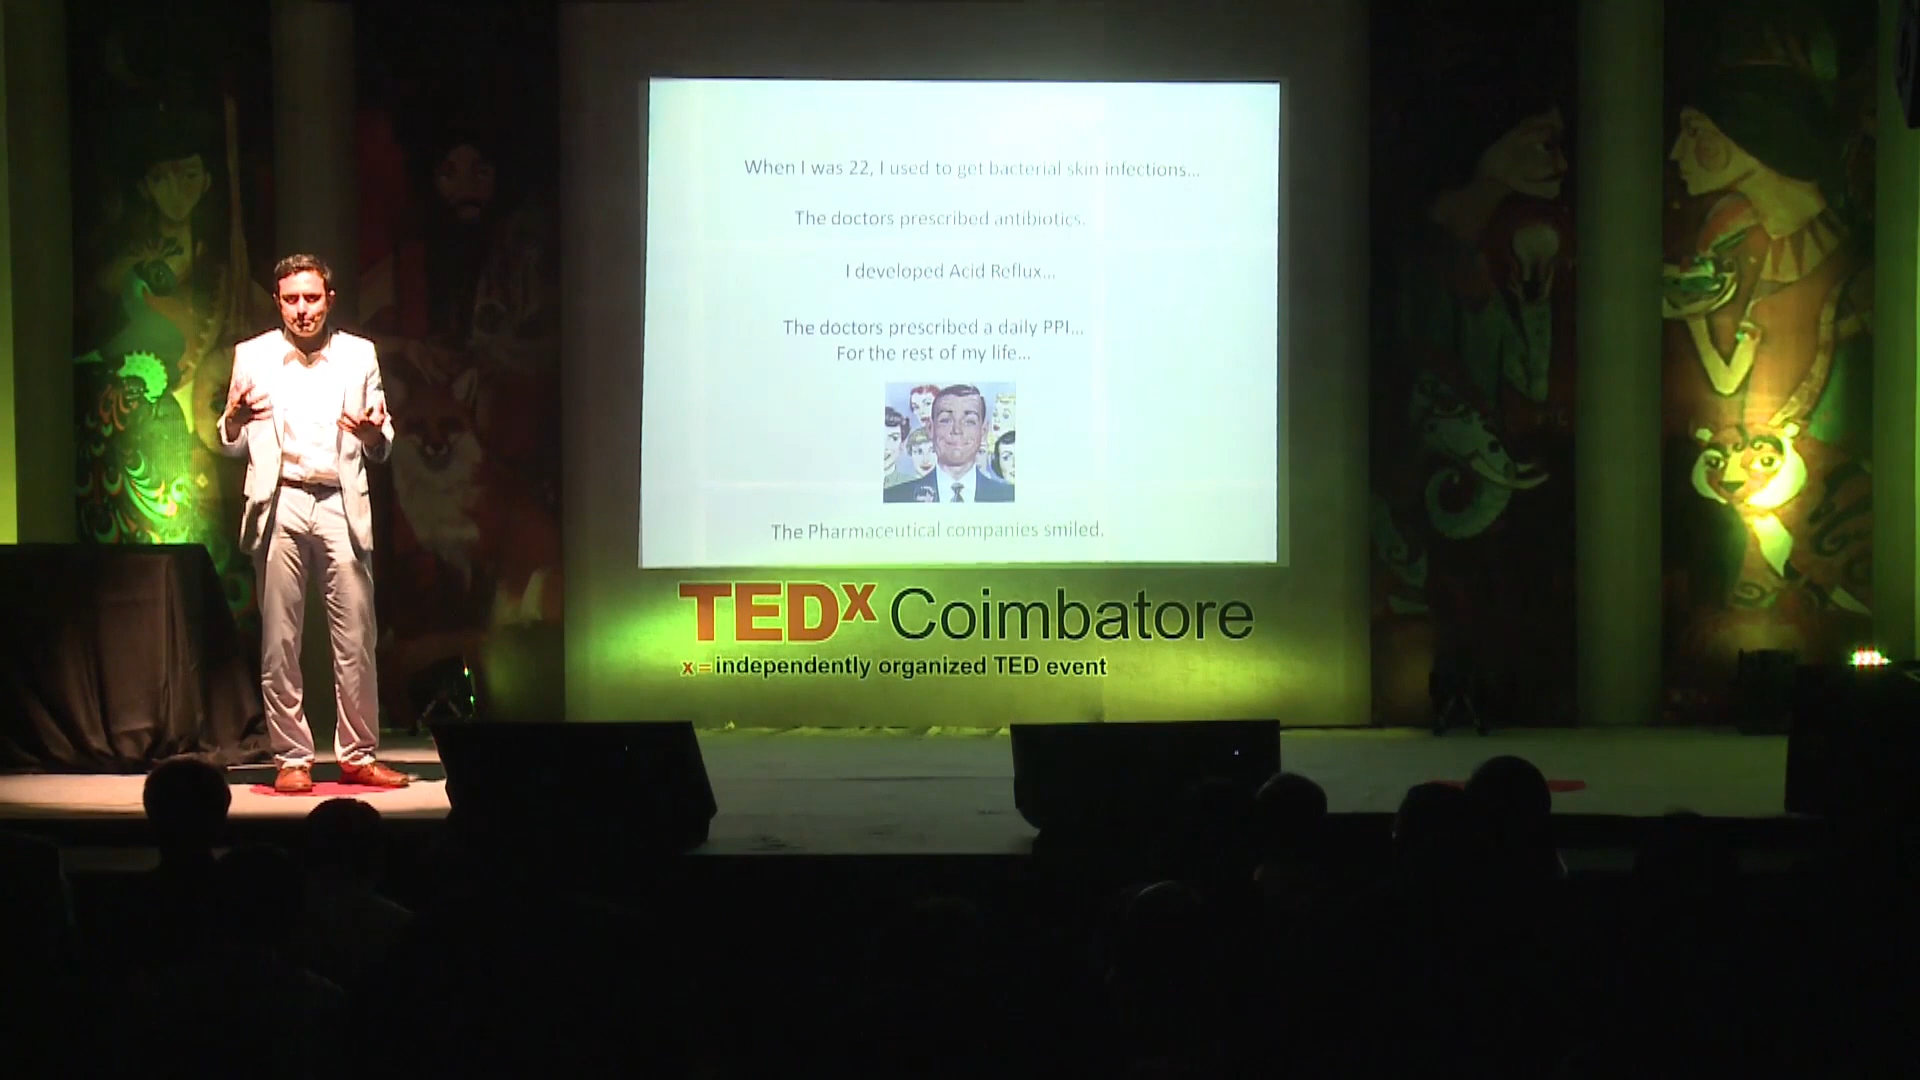 When I was 22, I used to get bacterial skin infections...
The doctors prescribed antibiotics.
I developed Acid Reflux...
The doctors prescribed a daily PPI...
For the rest of my life...
The Pharmaceutical companies smiled.
TEDx Coimbatore
x=independently organized TED event